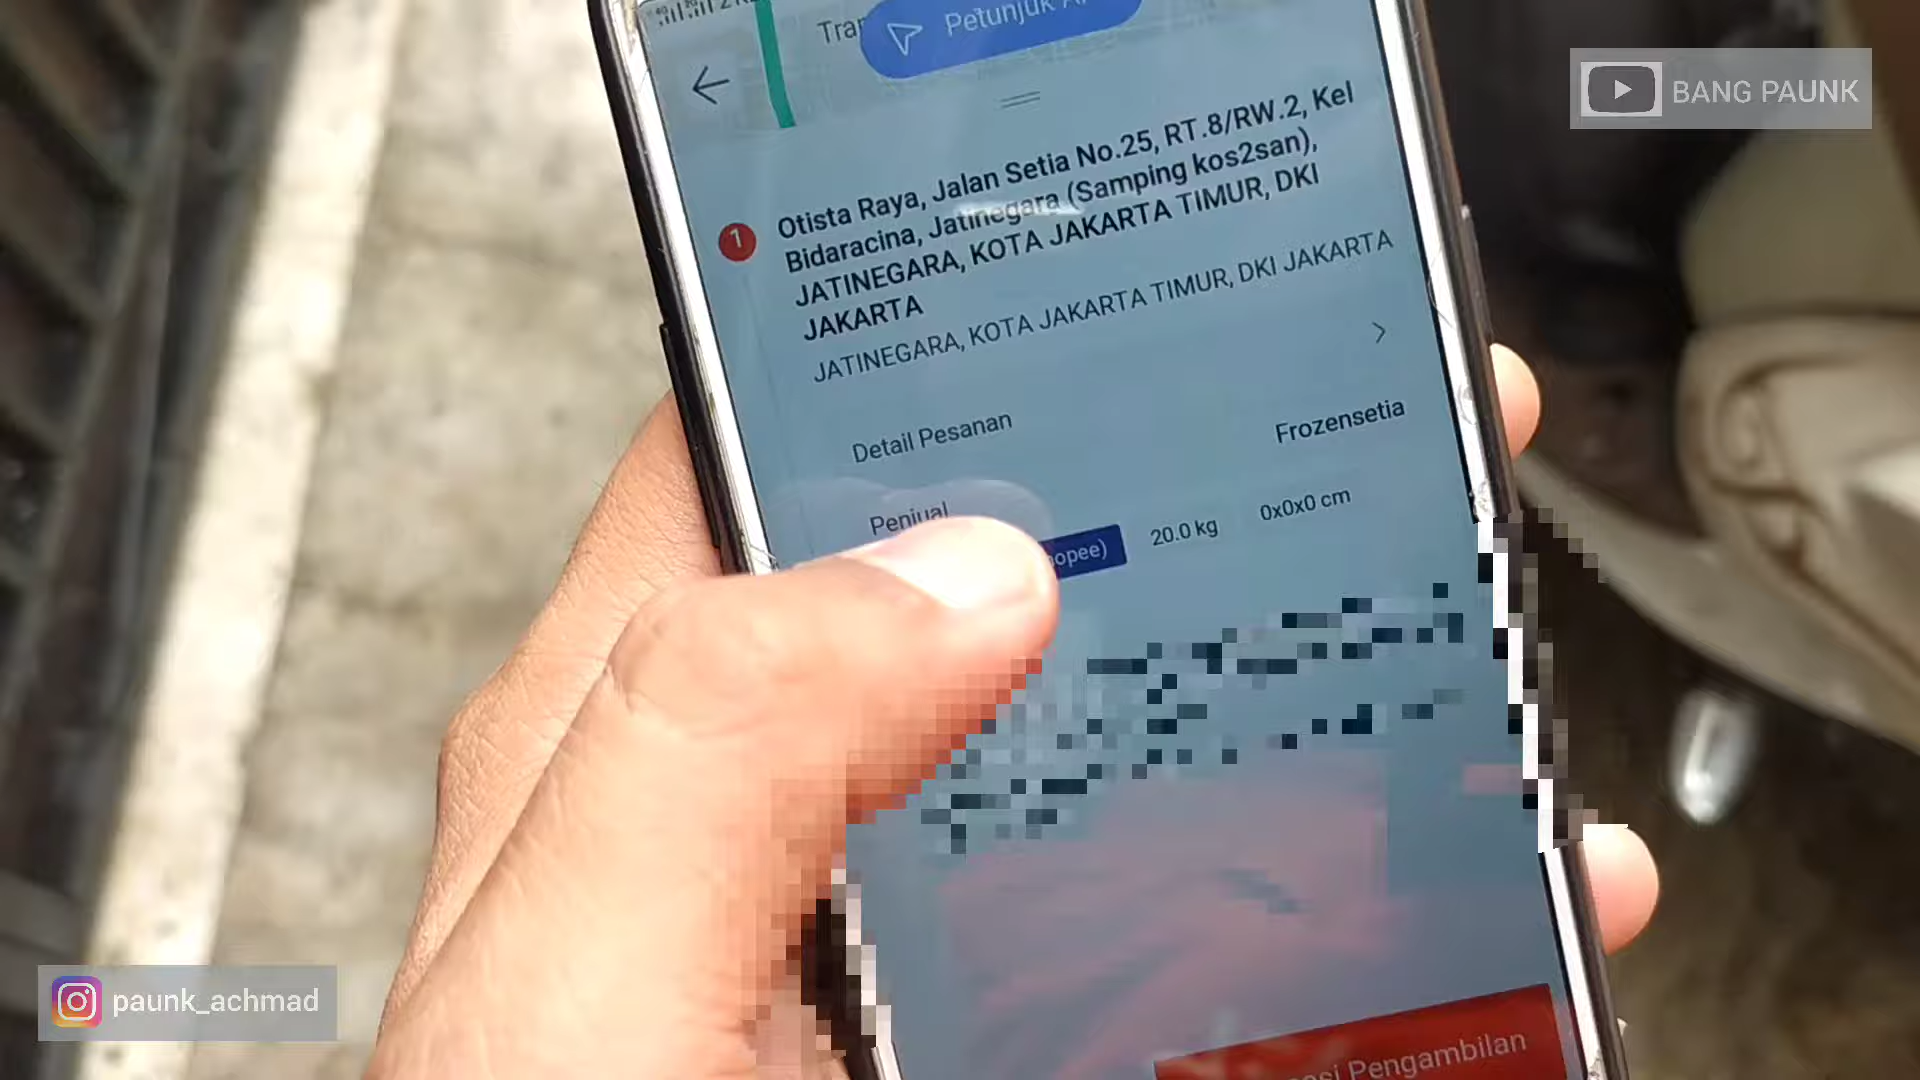 Petunjuk
BANG PAUNK
Otista Raya, Jalan Setia No.25, RT.8/RW.2, Kel
Bidaracina, Jatinegara (Samping kos2san),
JATINEGARA, KOTA JAKARTA TIMUR, DKI
JAKARTA
1
JATINEGARA, KOTA JAKARTA TIMUR, DKI JAKARTA
Detail Pesanan
Frozensetia
Penjual
20.0 kg
0x0x0 cm
Pengambilan
paunk_achmad